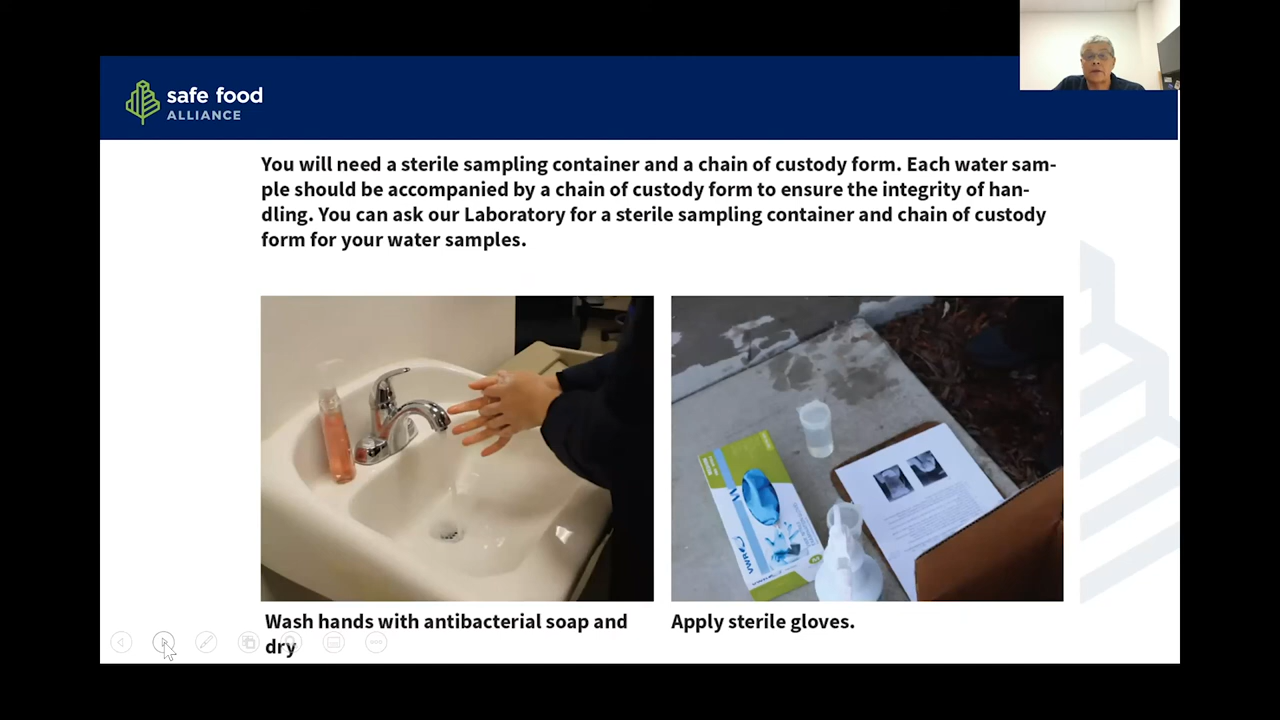 safe food
ALLIANCE
You will need a sterile sampling container and a chain of custody form. Each water sam-
ple should be accompanied by a chain of custody form to ensure the integrity of han-
dling. You can ask our Laboratory for a sterile sampling container and chain of custody
form for your water samples.
VWR
Wash hands with antibacterial soap and
dry
Apply sterile gloves.